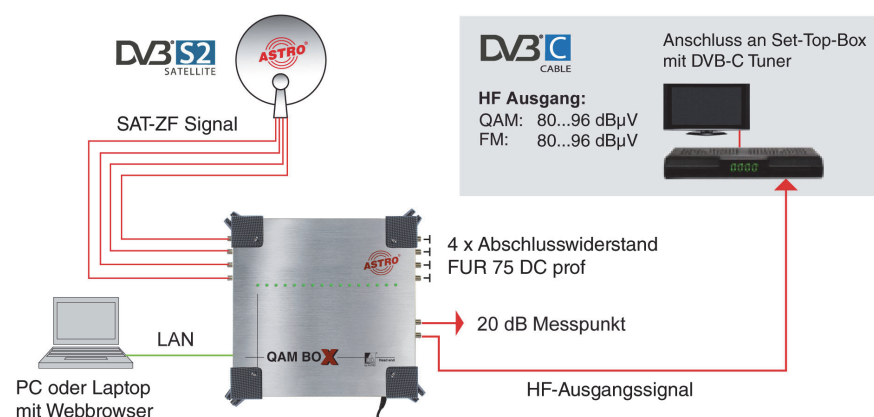 DVB S2
SATELLITE
ASTRO
SAT-ZF Signal
DVB C
CABLE
HF Ausgang:
QAM: 80...96 dBµV
FM: 80...96 dBµV
Anschluss an Set-Top-Box
mit DVB-C Tuner
0000
ASTRO
4 x Abschlusswiderstand
FUR 75 DC prof
20 dB Messpunkt
LAN
QAM BOX
HF-Ausgangssignal
PC oder Laptop
mit Webbrowser